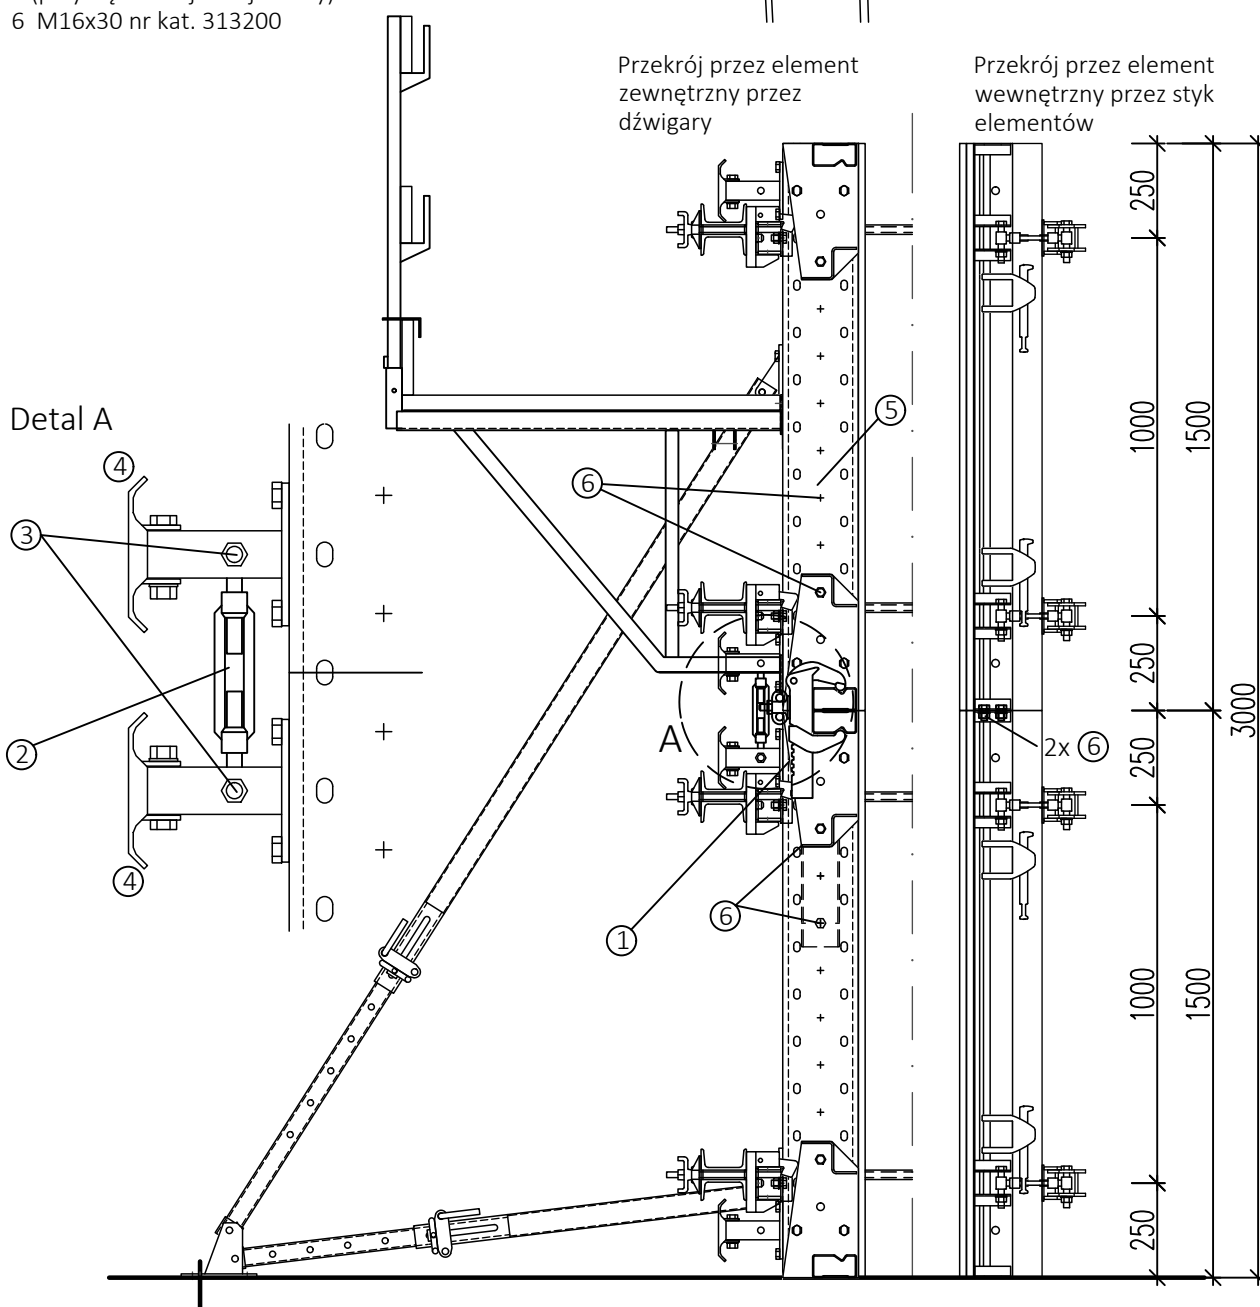 6 M16x30 nr kat. 313200
Przekrój przez element
zewnętrzny przez
dźwigary
Przekrój przez element
wewnętrzny przez styk
elementów
Detal A
4
3
2
4
5
6
A
1
6
2x 6
250
1000
250
250
1000
250
1500
1500
3000